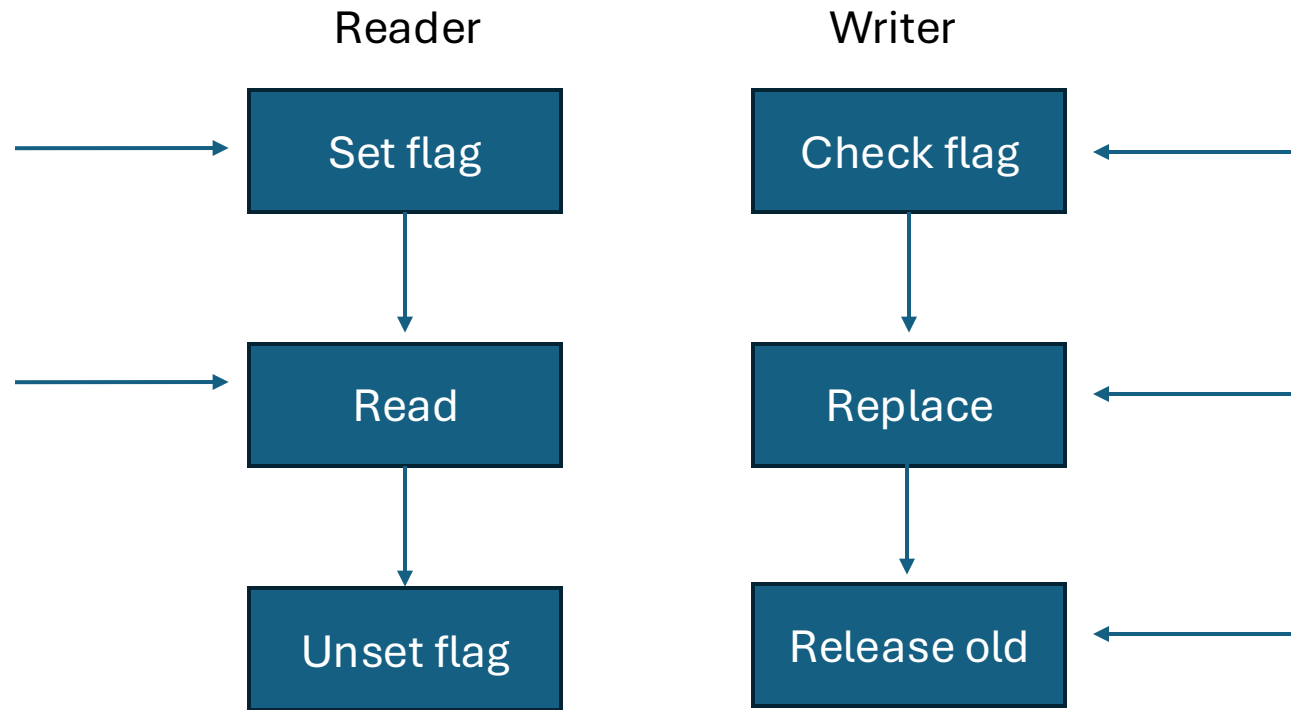 Reader
Writer
Set flag
Check flag
Read
Replace
Unset flag
Release old